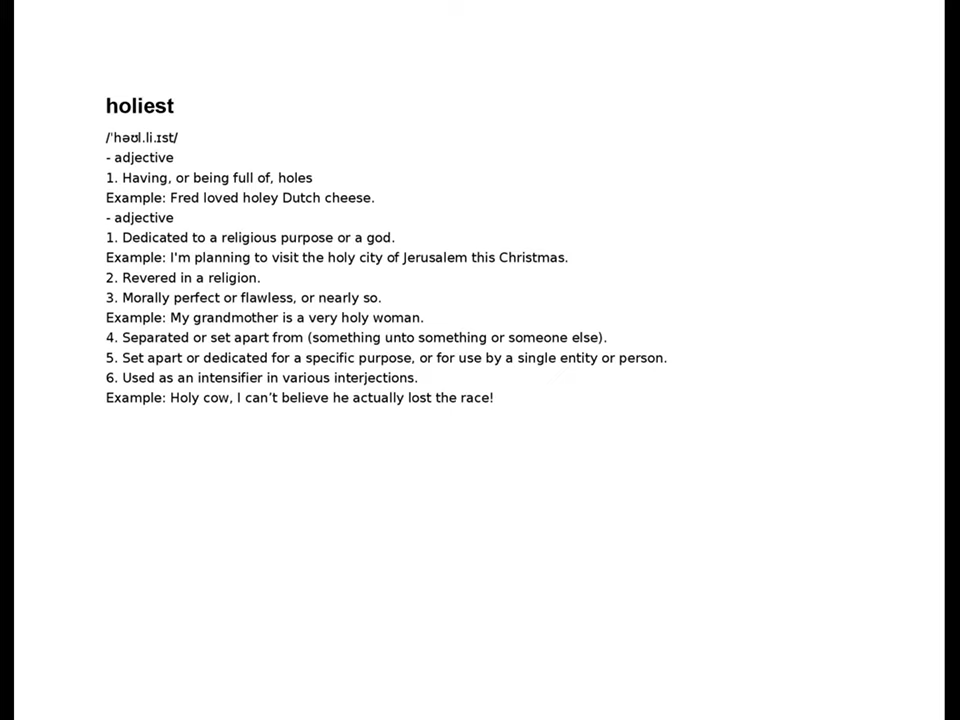 holiest
/ˈhəʊl.li.ɪst/
- adjective
1. Having, or being full of, holes
Example: Fred loved holey Dutch cheese.
- adjective
1. Dedicated to a religious purpose or a god.
Example: I'm planning to visit the holy city of Jerusalem this Christmas.
2. Revered in a religion.
3. Morally perfect or flawless, or nearly so.
Example: My grandmother is a very holy woman.
4. Separated or set apart from (something unto something or someone else).
5. Set apart or dedicated for a specific purpose, or for use by a single entity or person.
6. Used as an intensifier in various interjections.
Example: Holy cow, I can’t believe he actually lost the race!